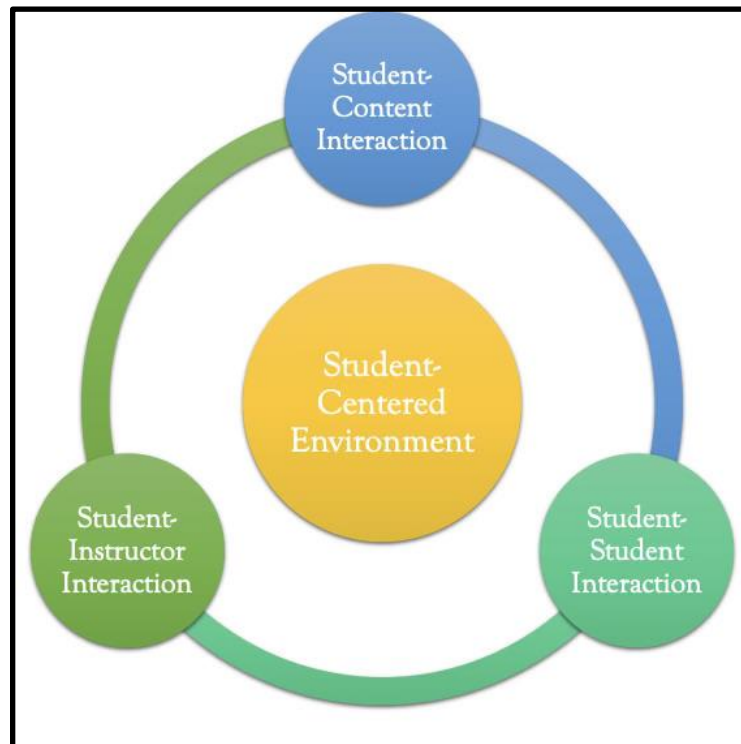 Student-
Content
Interaction
Student-
Centered
Environment
Student-
Instructor
Interaction
Student-
Student
Interaction